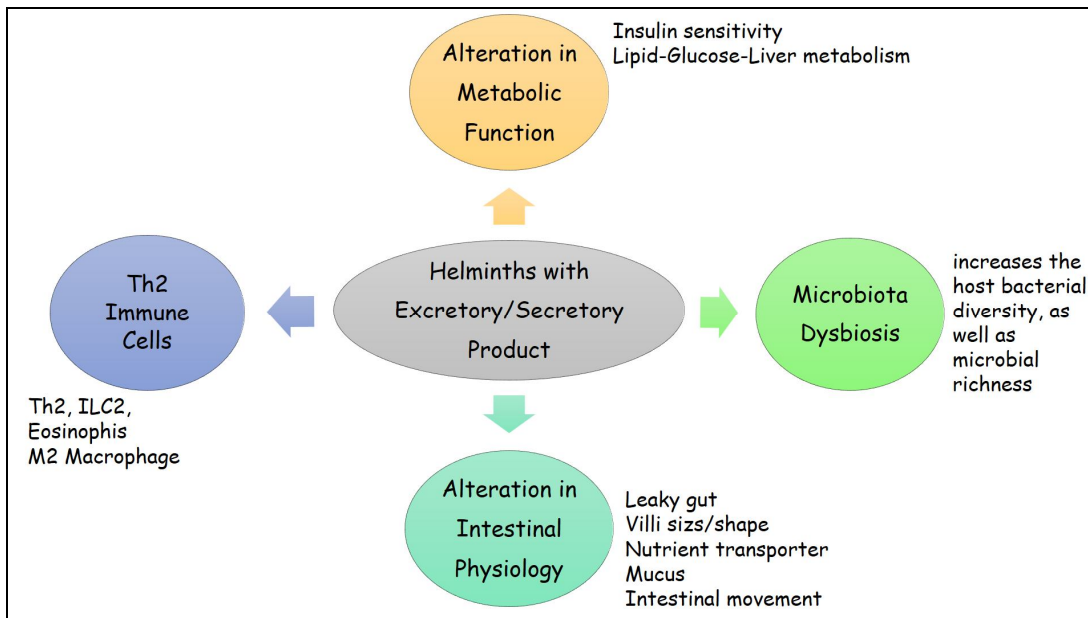 Alteration in
Metabolic
Function
Insulin sensitivity
Lipid-Glucose-Liver metabolism
Th2
Immune
Cells
Th2, ILC2,
Eosinophis
M2 Macrophage
Helminths with
Excretory/Secretory
Product
Microbiota
Dysbiosis
increases the
host bacterial
diversity, as
well as
microbial
richness
Alteration in
Intestinal
Physiology
Leaky gut
Villi sizs/shape
Nutrient transporter
Mucus
Intestinal movement